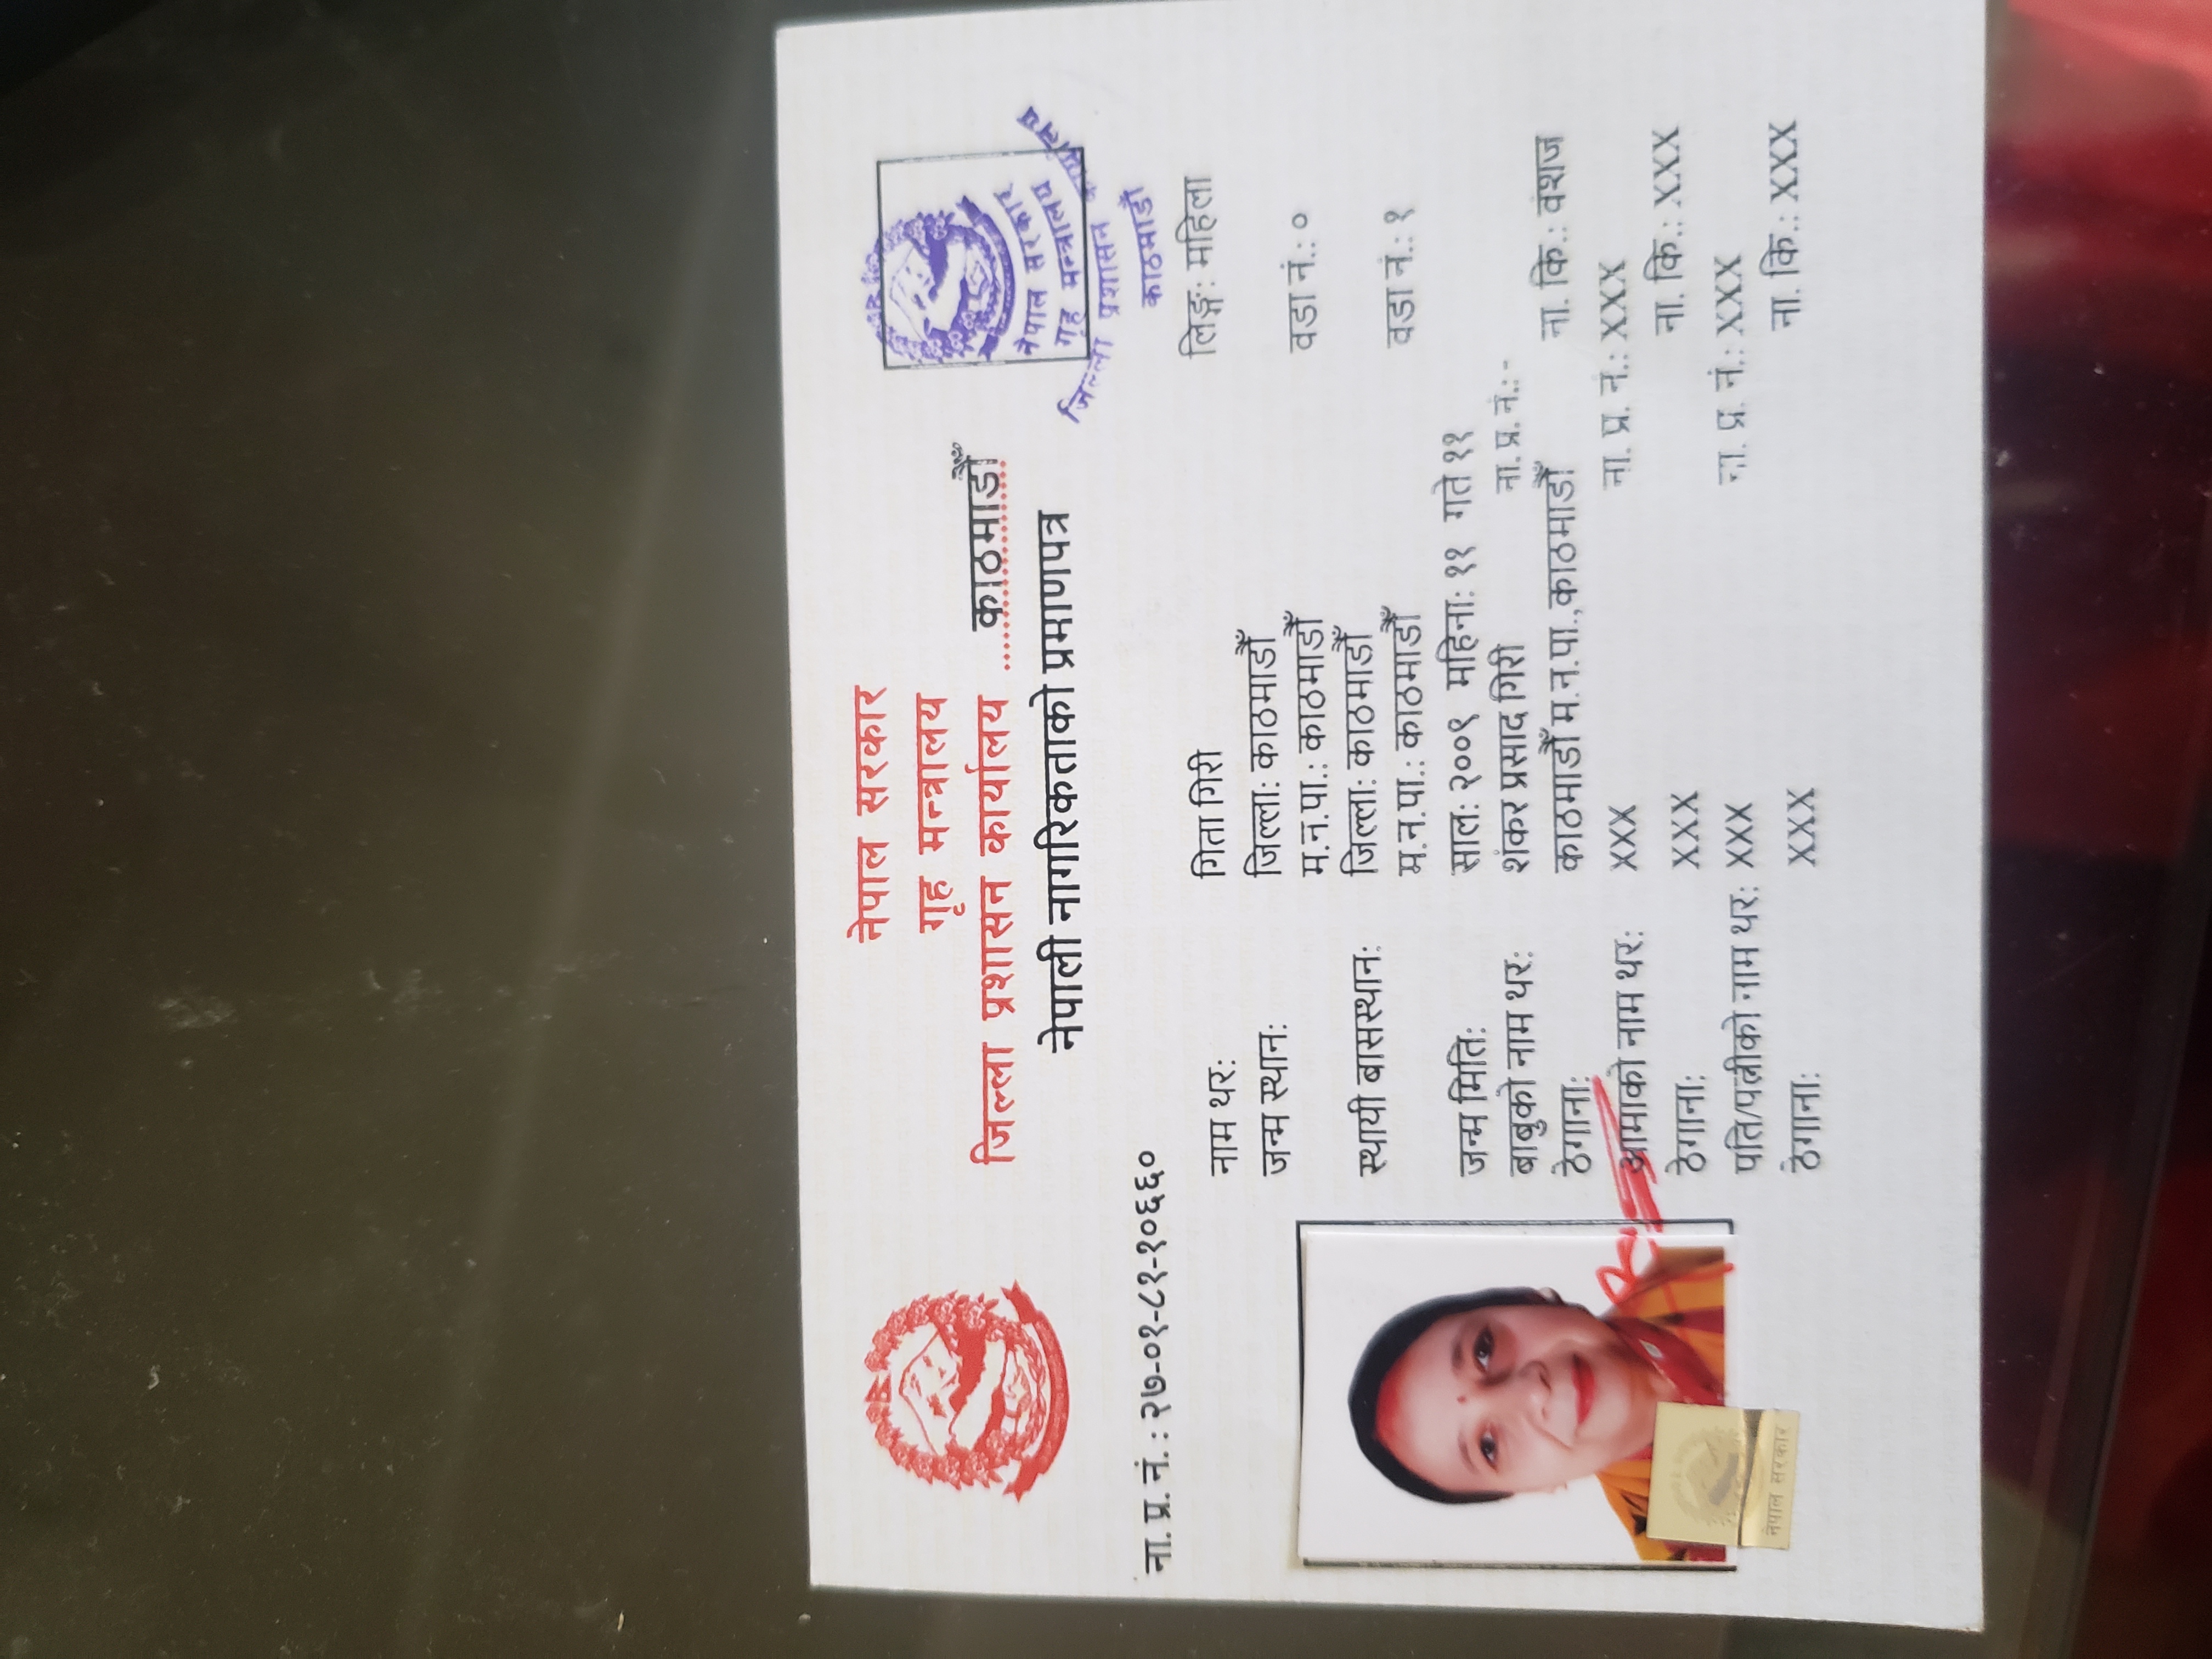 नेपाल सरकार
गृह मन्त्रालय
जिल्ला प्रशासन कार्यालय ........काठमाडौँ........
नेपाली नागरिकताको प्रमाणपत्र
नेपाल सरकार
गृह मन्त्रालय
जिल्ला प्रशासन कार्यालय
काठमाडौं
ना. प्र. नं. : २७-०१-८१-१०६६०
नाम थर: गिता गिरी लिङ्ग: महिला
जन्म स्थान: जिल्ला: काठमाडौँ
म.न.पा.: काठमाडौँ वडा नं.: ०
स्थायी बासस्थान: जिल्ला: काठमाडौँ
म.न.पा.: काठमाडौँ वडा नं.: १
जन्म मिति: साल: २००९ महिना: ११ गते ११
बाबुको नाम थर: शंकर प्रसाद गिरी ना.प्र.नं.:-
ठेगाना: काठमाडौँ म.न.पा.,काठमाडौँ ना. कि.: वंशज
आमाको नाम थर: XXX ना. प्र. नं.: XXX
ठेगाना: XXX ना. कि.: XXX
पति/पत्नीको नाम थर: XXX ना. प्र. नं.: XXX
ठेगाना: XXX ना. कि.: XXX
नेपाल सरकार